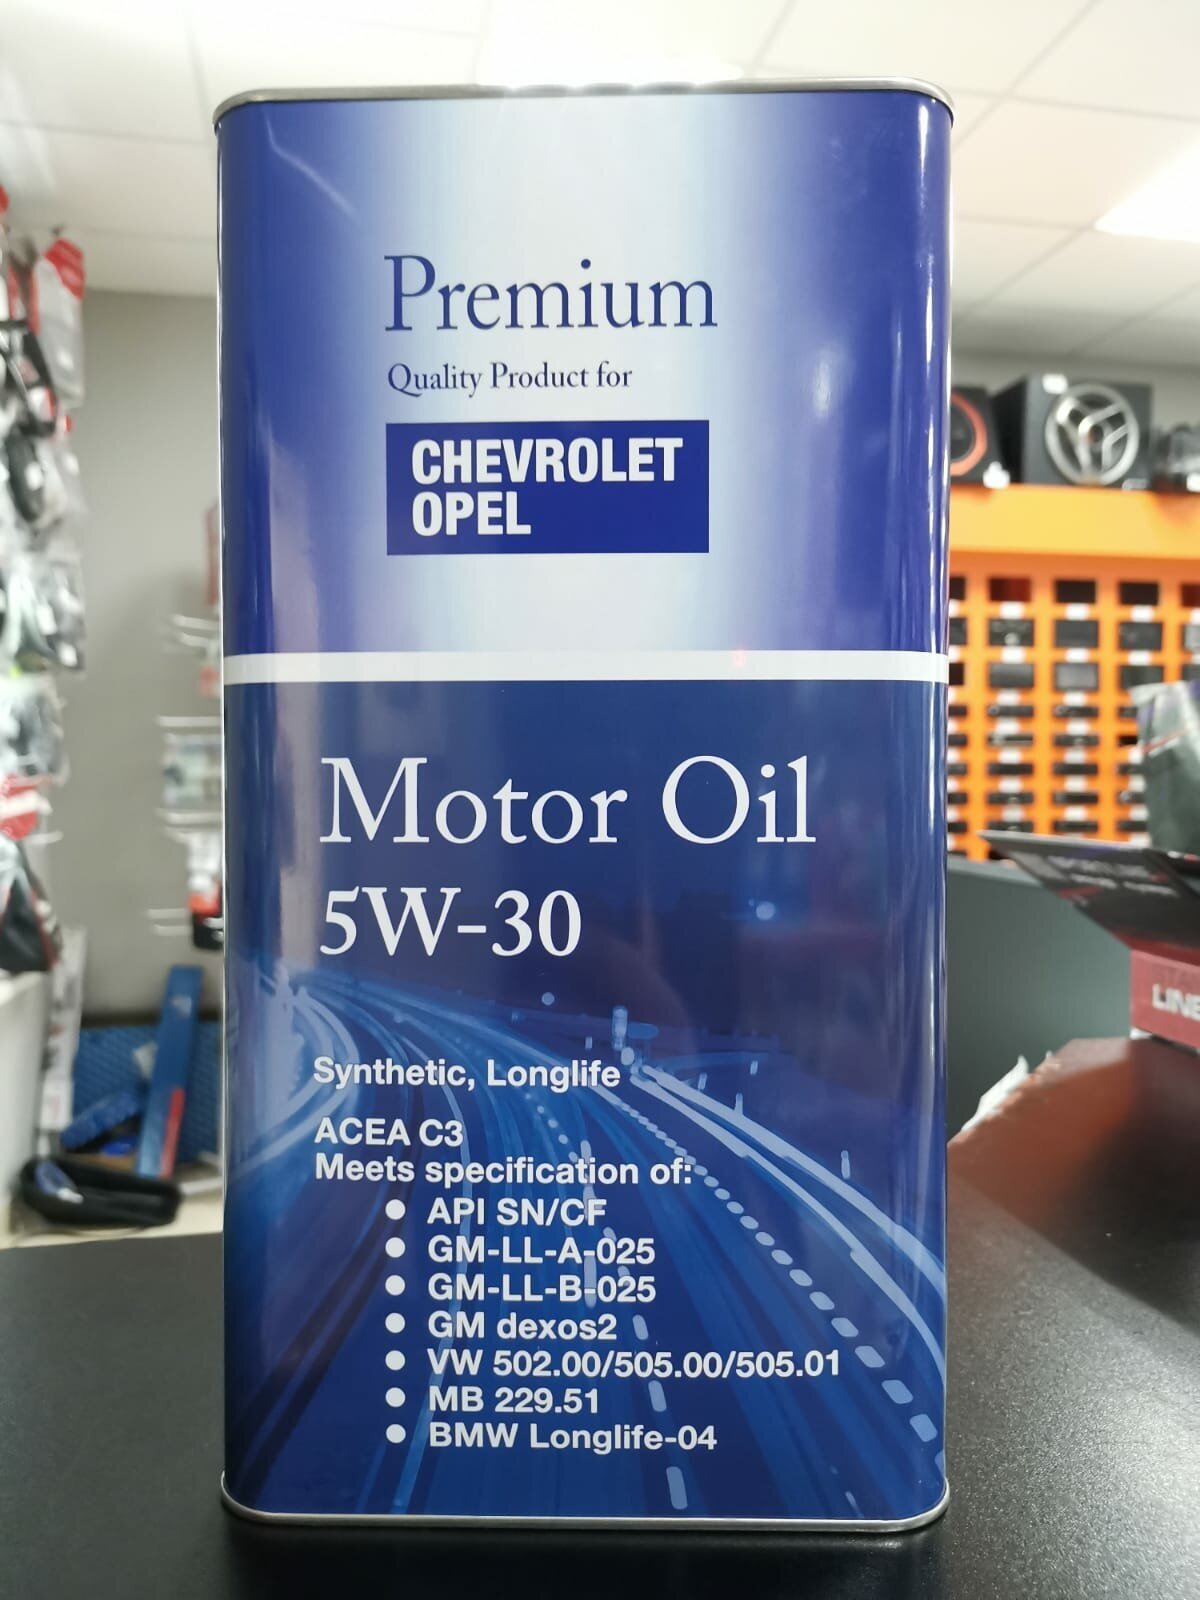 Premium
Quality Product for
CHEVROLET
OPEL
Motor Oil
5W-30
Synthetic, Longlife
ACEA C3
Meets specification of:
● API SN/CF
● GM-LL-A-025
● GM-LL-B-025
● GM dexos2
● VW 502.00/505.00/505.01
● MB 229.51
● BMW Longlife-04
LINE